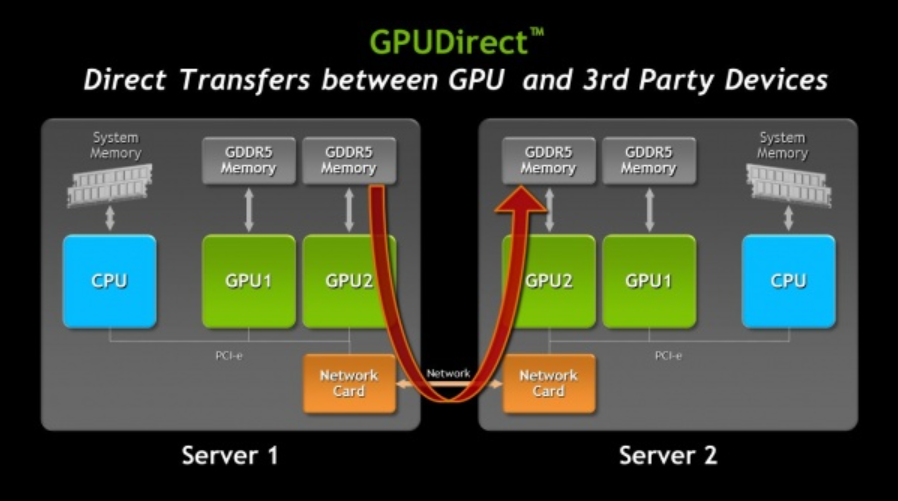 GPUDirect™
Direct Transfers between GPU and 3rd Party Devices
System
Memory
GDDR5
Memory
GDDR5
Memory
CPU
GPU1
GPU2
PCI-e
Network
Card
Server 1
Network
GDDR5
Memory
GDDR5
Memory
System
Memory
GPU2
GPU1
CPU
PCI-e
Network
Card
Server 2